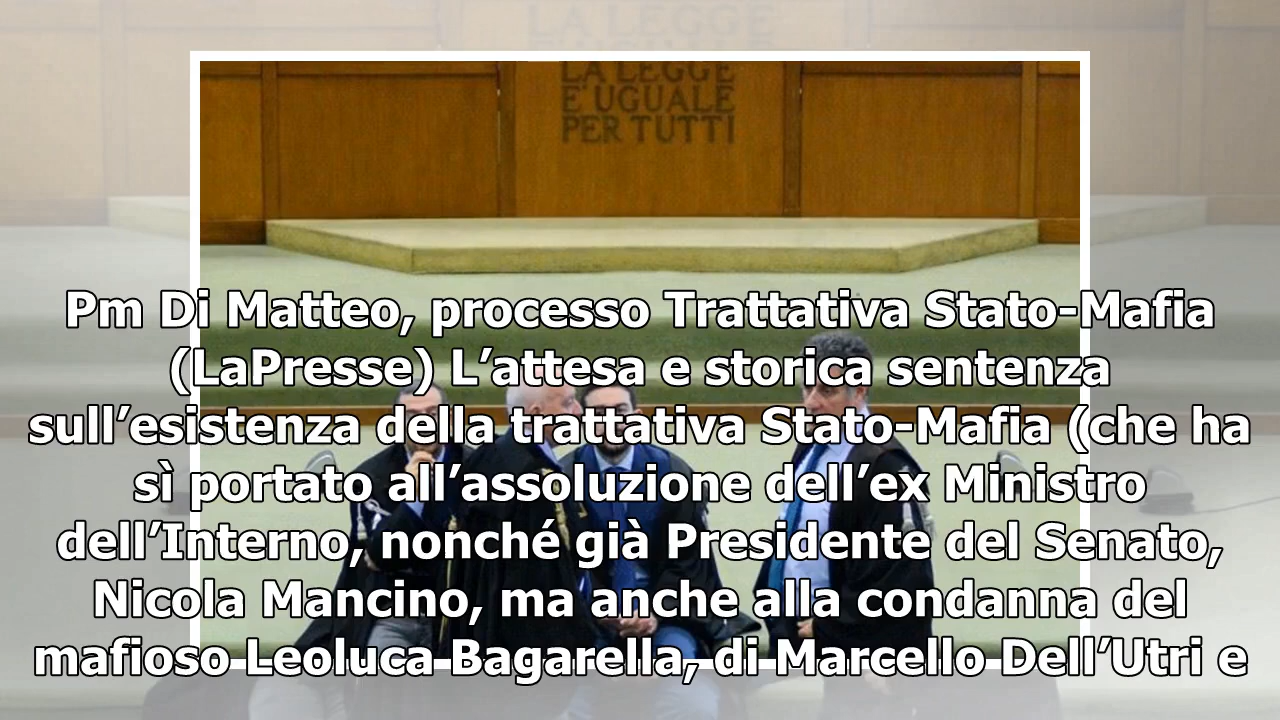 LA LEGGE
LA LEGGE
E' UGUALE
PER TUTTI
Pm Di Matteo, processo Trattativa Stato-Mafia
(LaPresse) L’attesa e storica sentenza
sull’esistenza della trattativa Stato-Mafia (che ha
sì portato all’assoluzione dell’ex Ministro
dell’Interno, nonché già Presidente del Senato,
Nicola Mancino, ma anche alla condanna del
mafioso Leoluca Bagarella, di Marcello Dell’Utri e